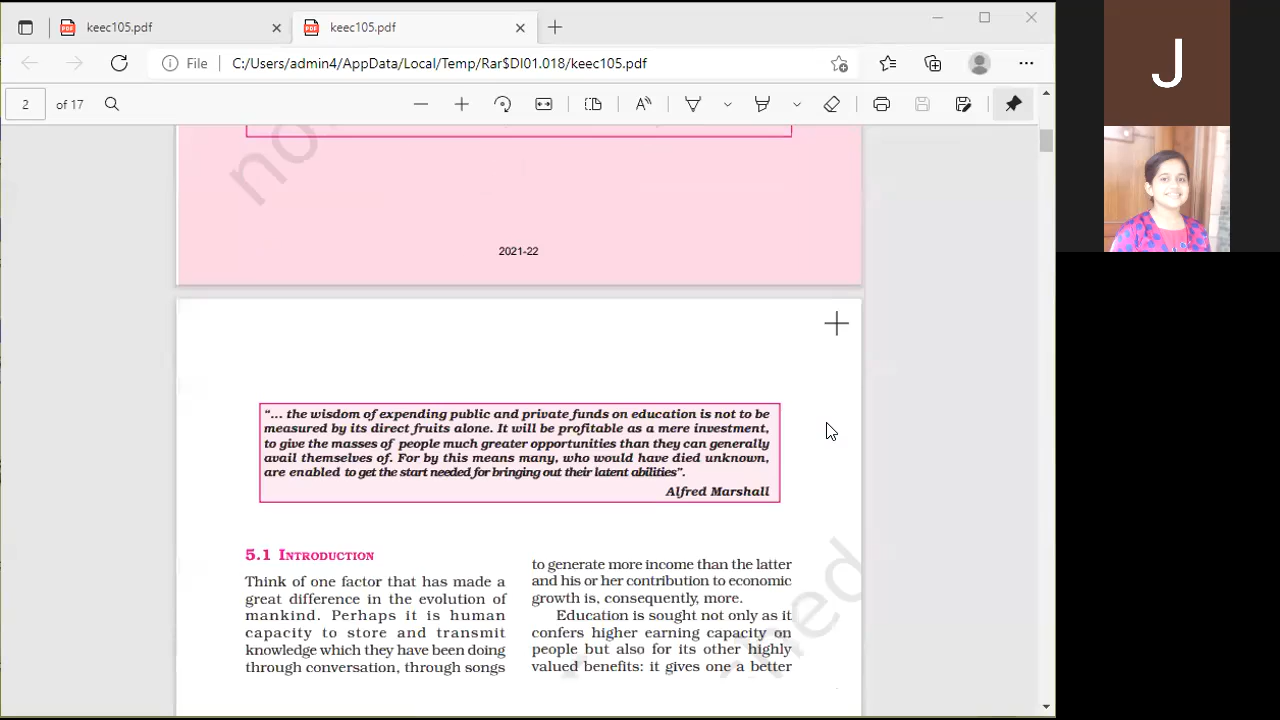 keec105.pdf
keec105.pdf
File
C:/Users/admin4/AppData/Local/Temp/Rar$DI01.018/keec105.pdf
2 of 17
no
2021-22
“... the wisdom of expending public and private funds on education is not to be
measured by its direct fruits alone. It will be profitable as a mere investment,
to give the masses of people much greater opportunities than they can generally
avail themselves of. For by this means many, who would have died unknown,
are enabled to get the start needed for bringing out their latent abilities”.
Alfred Marshall
5.1 INTRODUCTION
Think of one factor that has made a
great difference in the evolution of
mankind. Perhaps it is human
capacity to store and transmit
knowledge which they have been doing
through conversation, through songs
to generate more income than the latter
and his or her contribution to economic
growth is, consequently, more.
Education is sought not only as it
confers higher earning capacity on
people but also for its other highly
valued benefits: it gives one a better
J